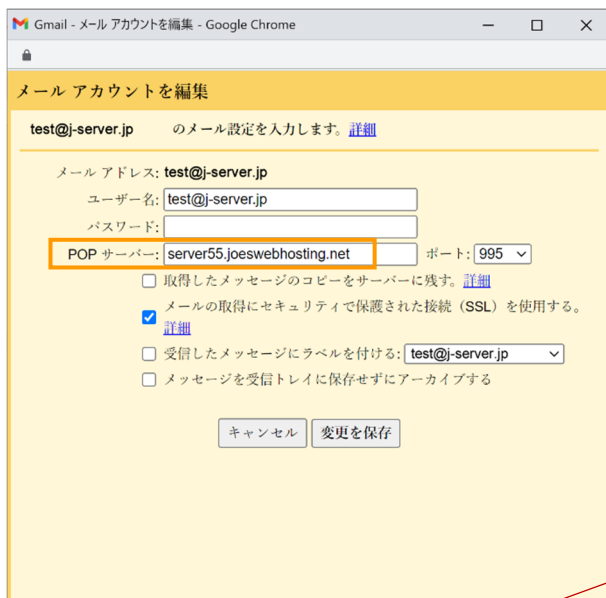 Gmail - メール アカウントを編集 - Google Chrome
メール アカウントを編集
test@j-server.jp のメール設定を入力します。 詳細
メール アドレス: test@j-server.jp
ユーザー名: test@j-server.jp
パスワード:
POP サーバー: server55.joeswebhosting.net ポート: 995
取得したメッセージのコピーをサーバーに残す。 詳細
メールの取得にセキュリティで保護された接続（SSL）を使用する。
詳細
受信したメッセージにラベルを付ける: test@j-server.jp
メッセージを受信トレイに保存せずにアーカイブする
キャンセル 変更を保存